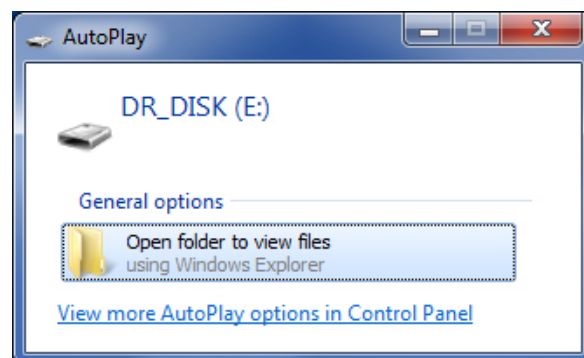 AutoPlay
DR_DISK (E:)
General options
Open folder to view files
using Windows Explorer
View more AutoPlay options in Control Panel